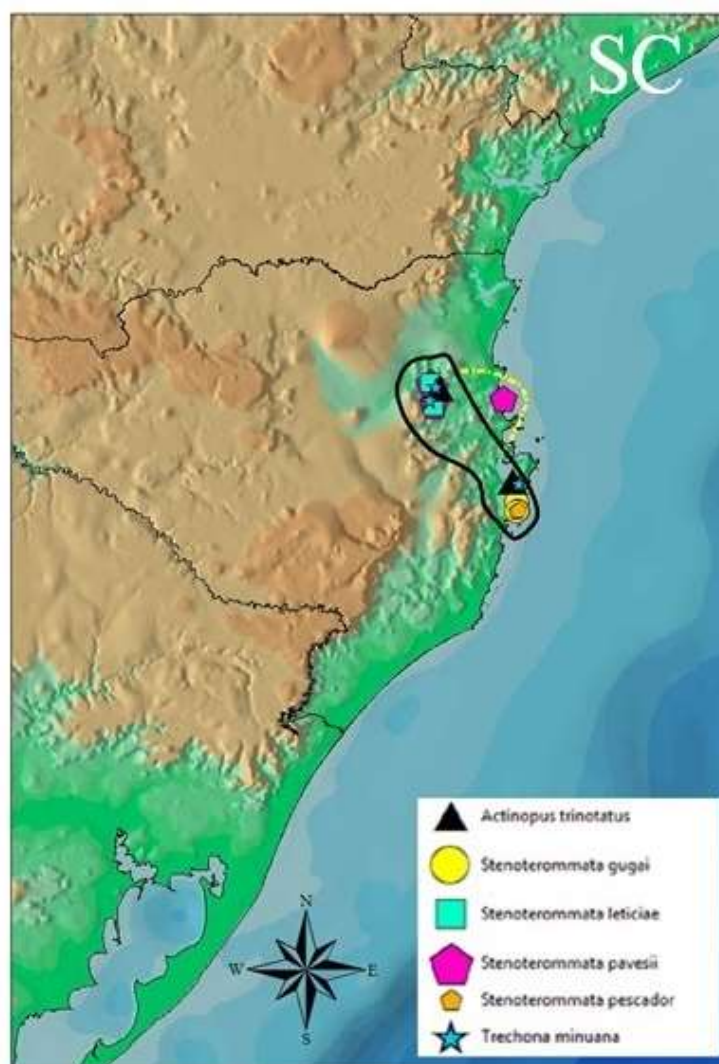 SC
Actinopus trinotatus
Stenoterommata gugai
Stenoterommata leticiae
Stenoterommata pavesii
Stenoterommata pescador
Trechona minuana
N
W E
S